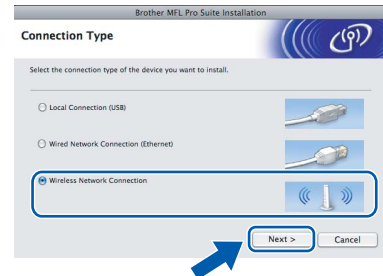 Brother MFL Pro Suite Installation
Connection Type
Select the connection type of the device you want to install.
Local Connection (USB)
Wired Network Connection (Ethernet)
Wireless Network Connection
Next >
Cancel